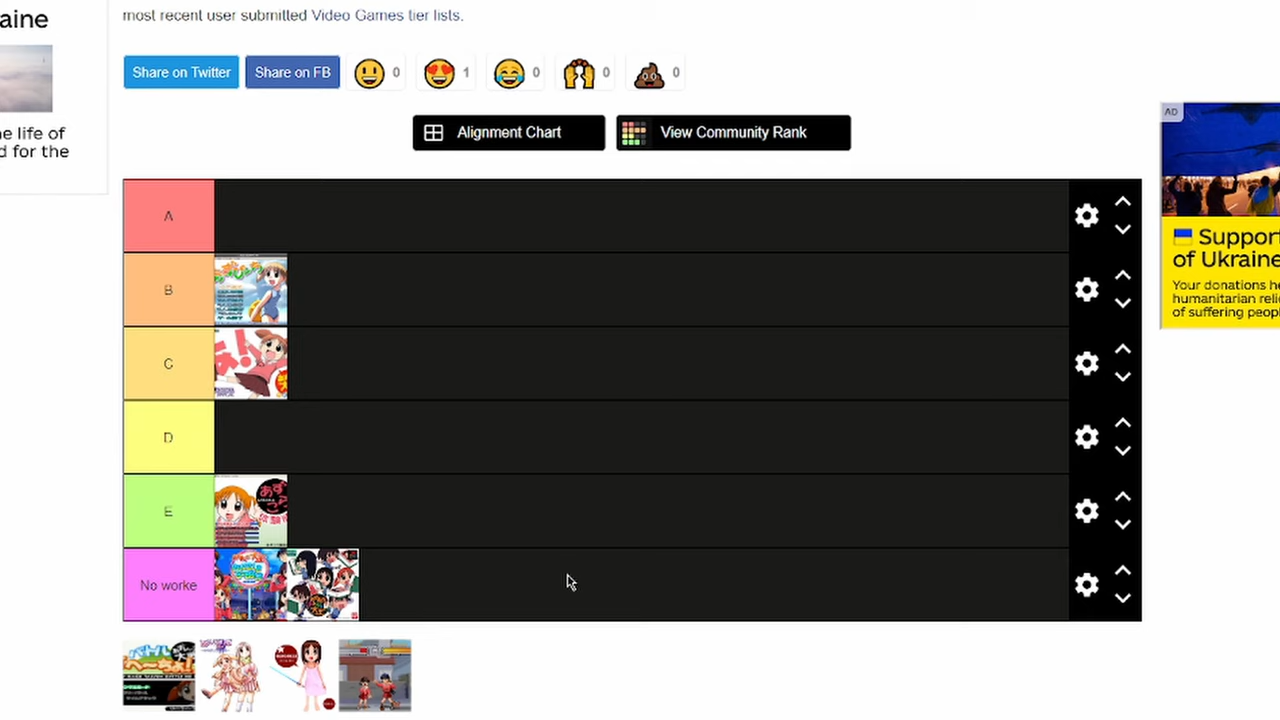 aine
most recent user submitted Video Games tier lists.
Share on Twitter
Share on FB
0
1
0
0
0
e life of
d for the
Alignment Chart
View Community Rank
AD
A
B
C
D
E
No worke
Support
of Ukraine
Your donations he
humanitarian relie
of suffering peopl